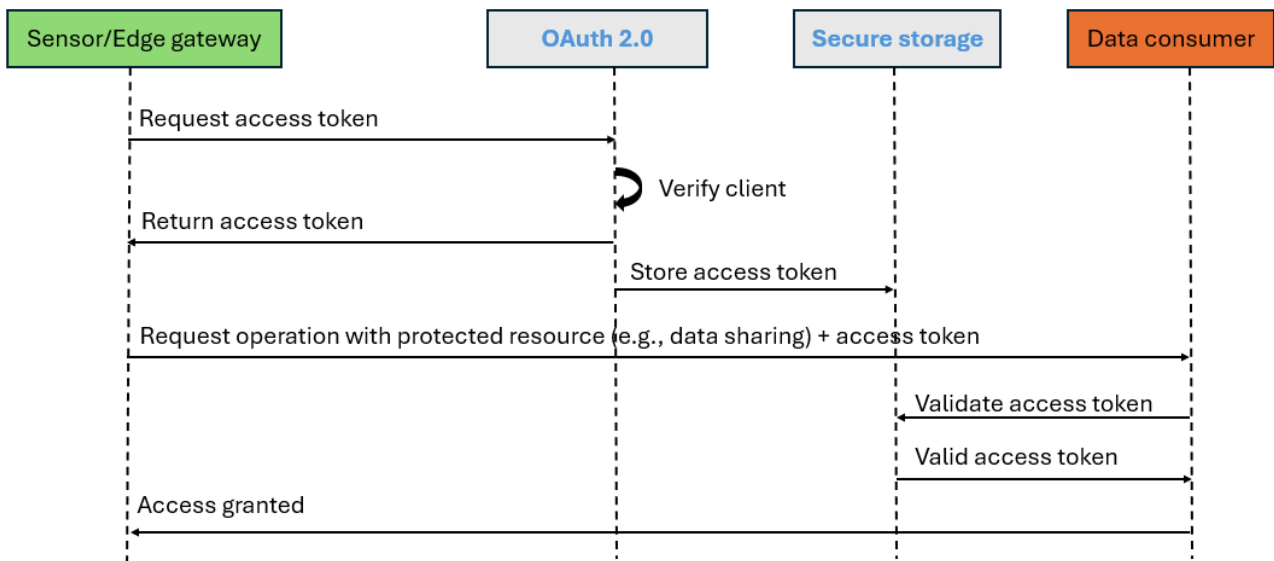 Sensor/Edge gateway
OAuth 2.0
Secure storage
Data consumer
Request access token
Verify client
Return access token
Store access token
Request operation with protected resource (e.g., data sharing) + access token
Validate access token
Valid access token
Access granted